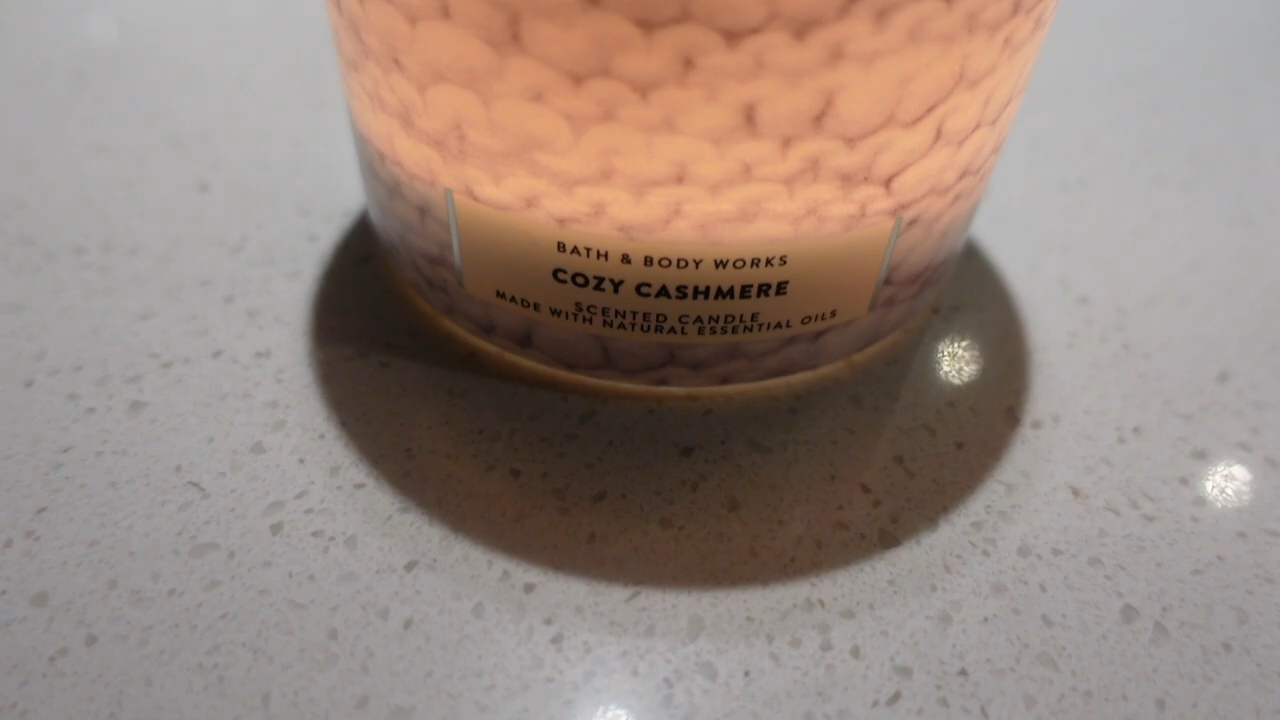 BATH & BODY WORKS
COZY CASHMERE
SCENTED CANDLE
MADE WITH NATURAL ESSENTIAL OILS